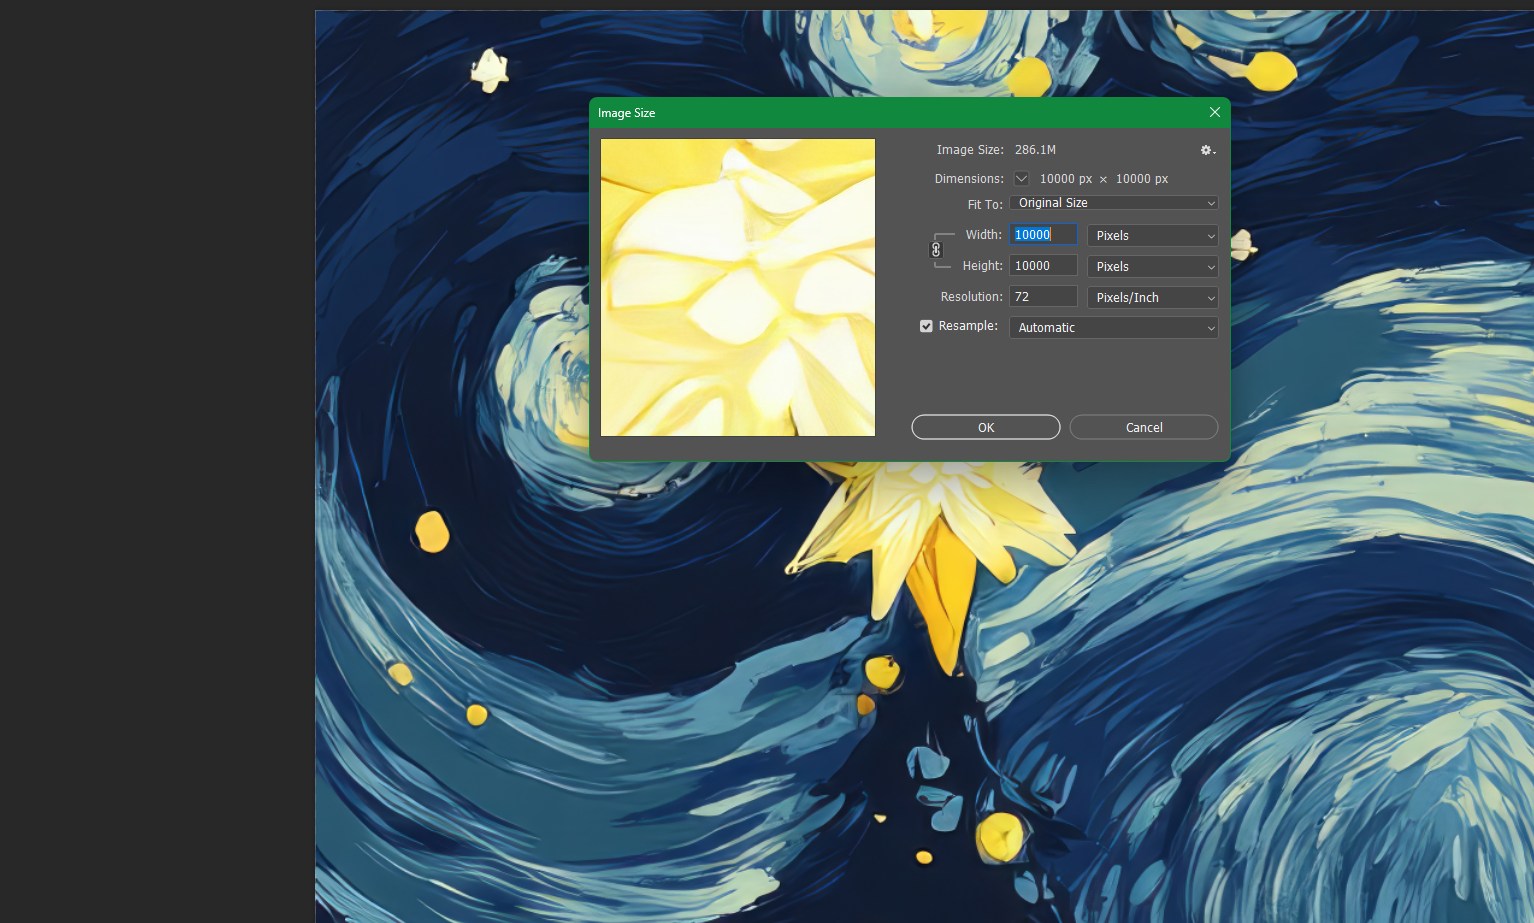 Image Size
Image Size: 286.1M
Dimensions: 10000 px × 10000 px
Fit To: Original Size
Width: 10000 Pixels
Height: 10000 Pixels
Resolution: 72 Pixels/Inch
Resample: Automatic
OK Cancel